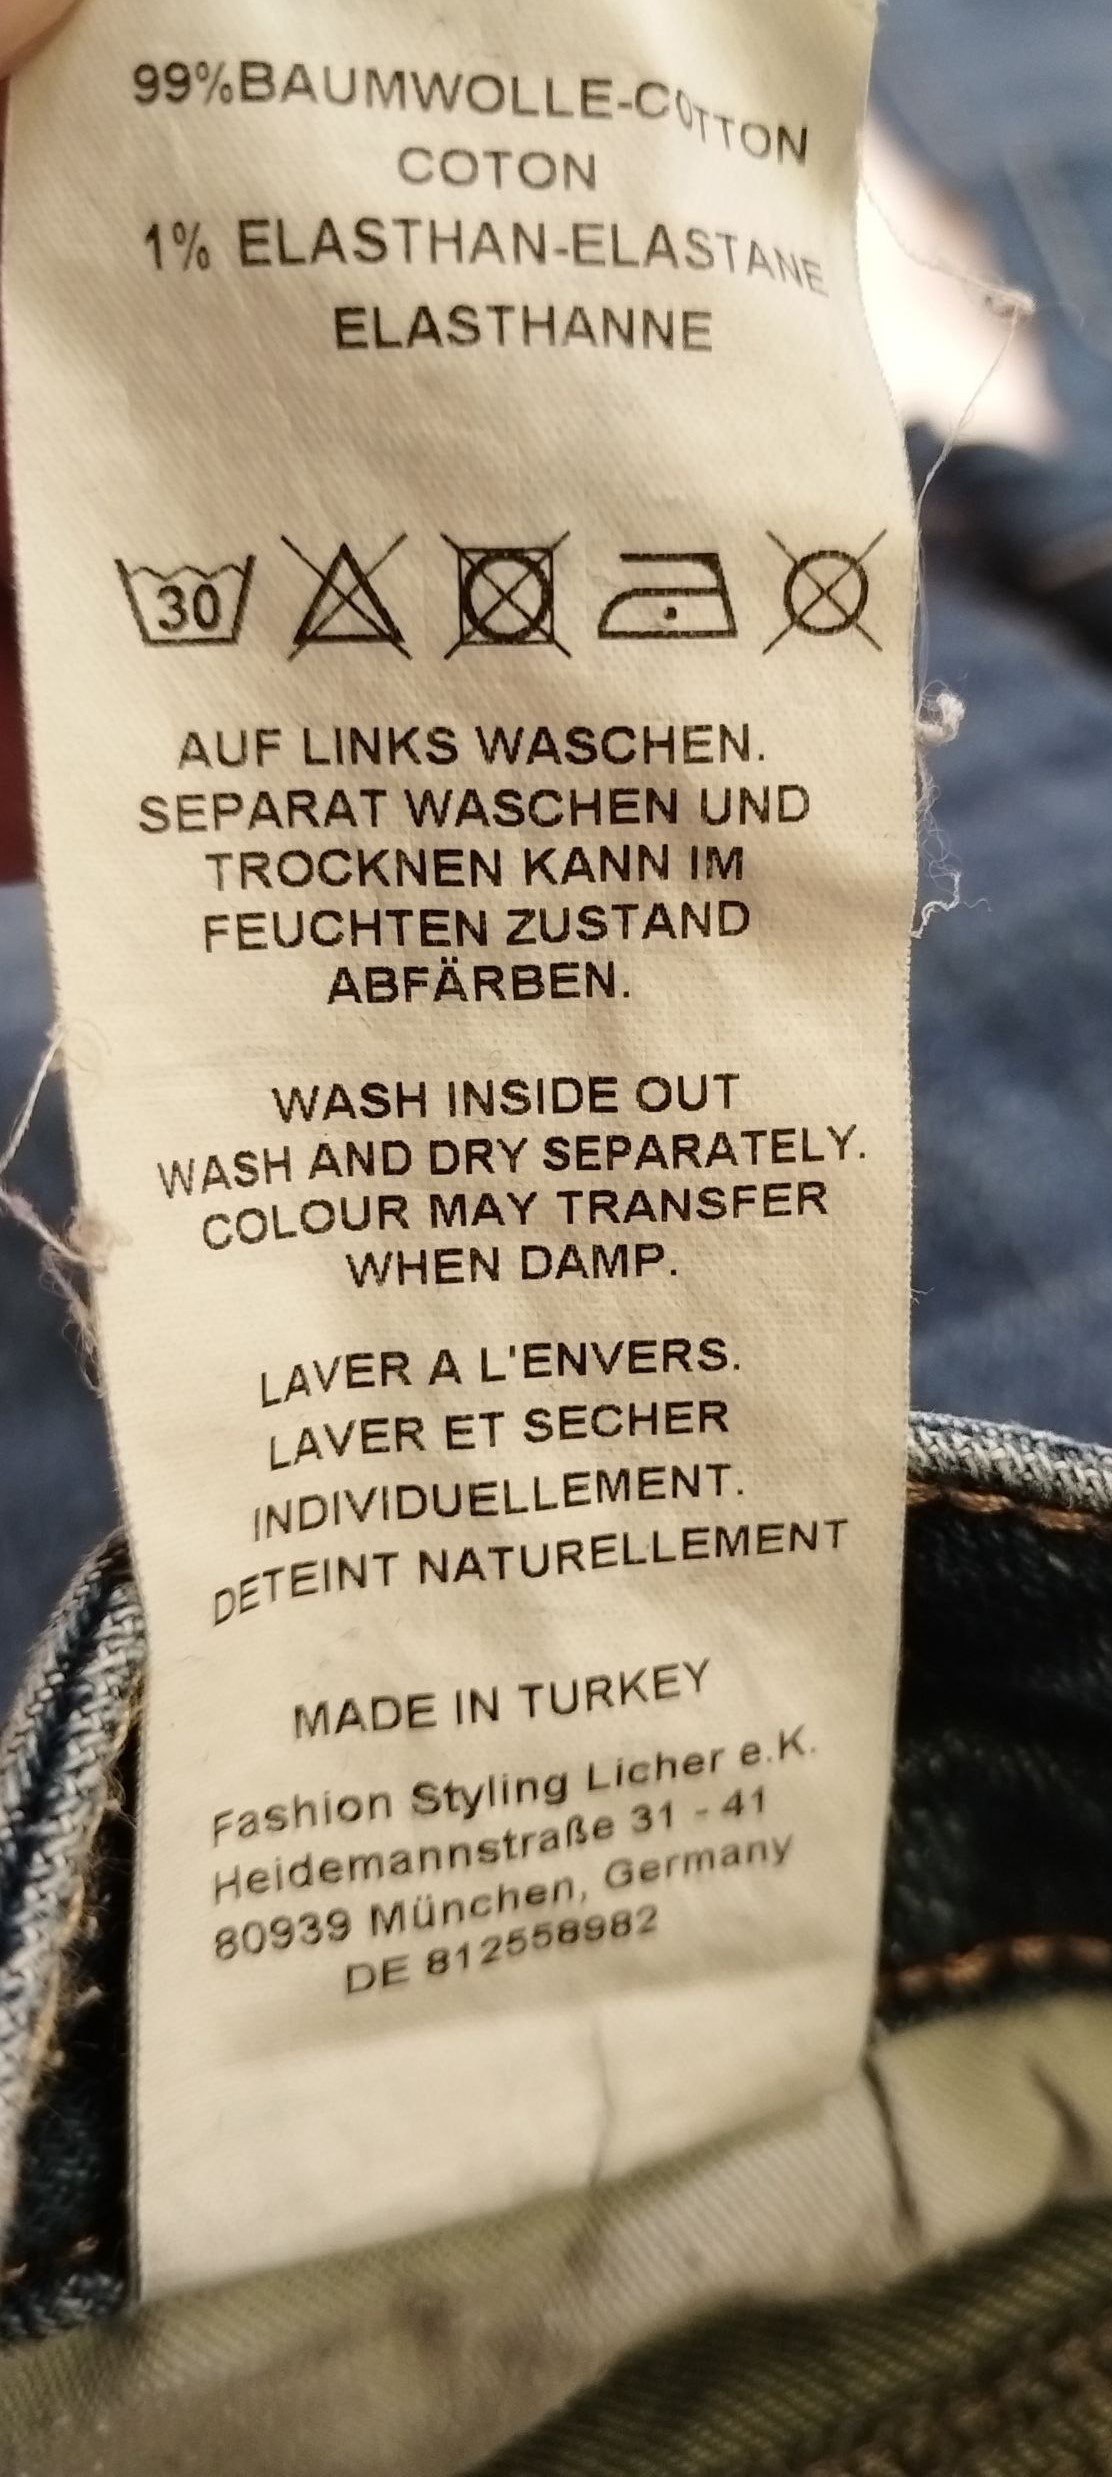 99%BAUMWOLLE-COTTON
COTON
1% ELASTHAN-ELASTANE
ELASTHANNE
30
AUF LINKS WASCHEN.
SEPARAT WASCHEN UND
TROCKNEN KANN IM
FEUCHTEN ZUSTAND
ABFÄRBEN.
WASH INSIDE OUT
WASH AND DRY SEPARATELY.
COLOUR MAY TRANSFER
WHEN DAMP.
LAVER A L'ENVERS.
LAVER ET SECHER
INDIVIDUELLEMENT.
DETEINT NATURELLEMENT
MADE IN TURKEY
Fashion Styling Licher e.K.
Heidemannstraße 31 - 41
80939 München, Germany
DE 812558982